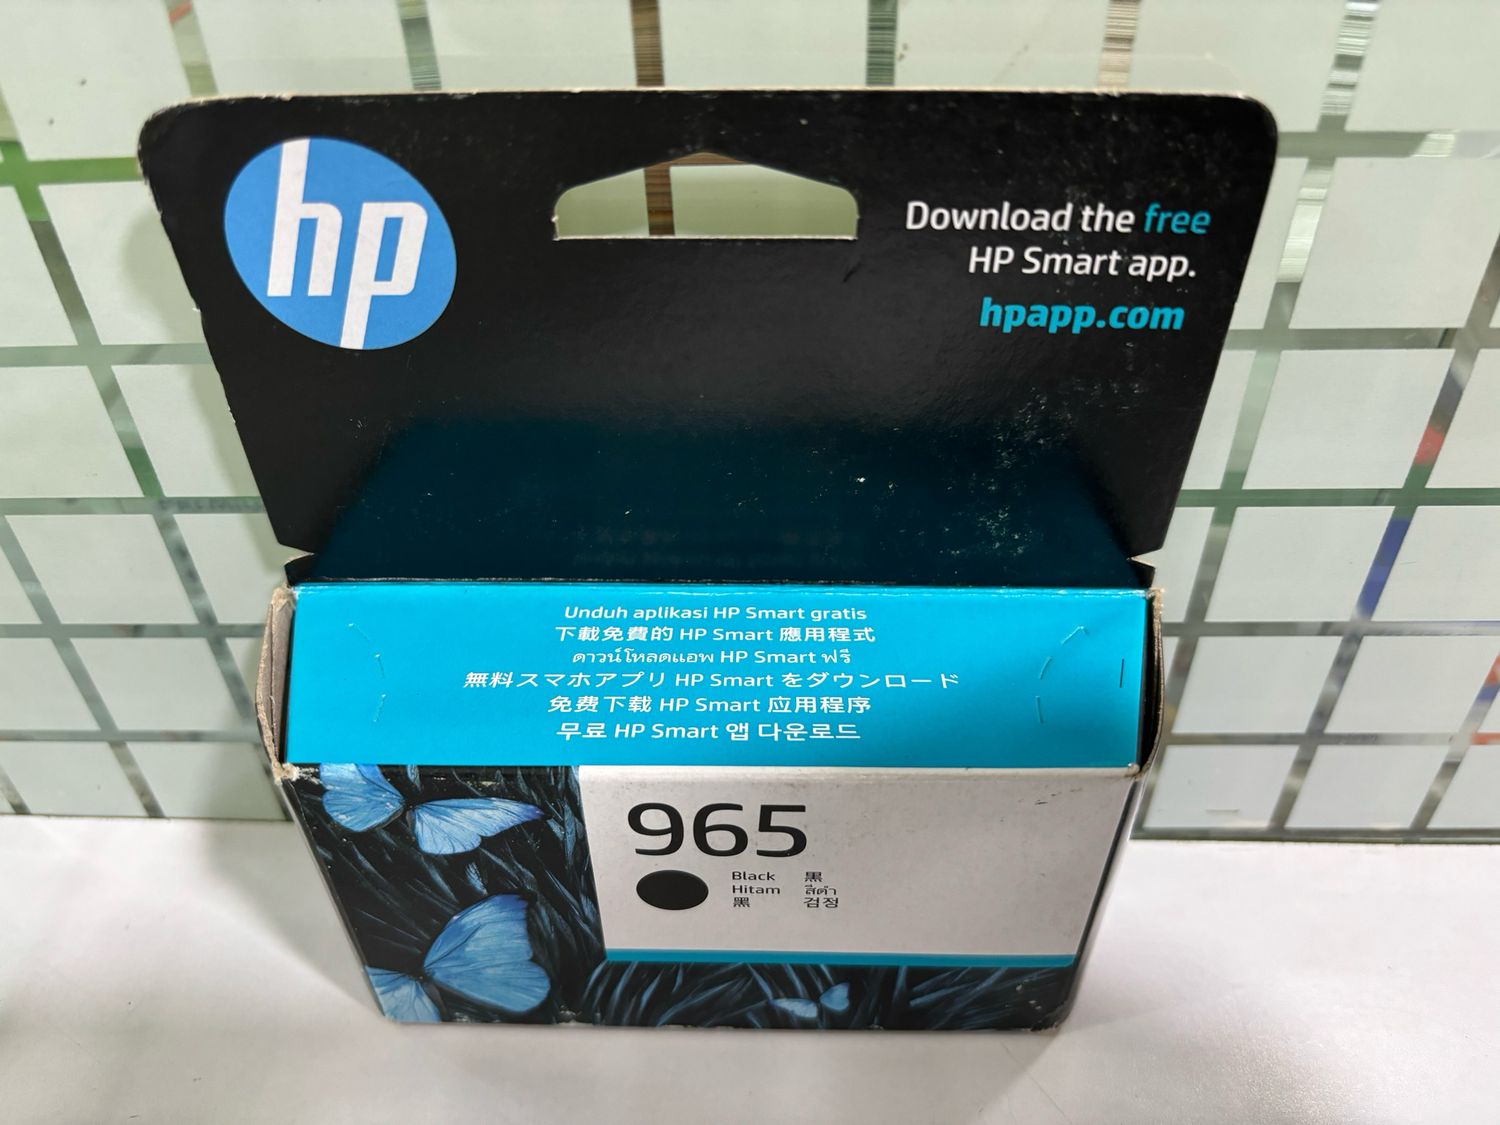 hp
Download the free
HP Smart app.
hpapp.com
Unduh aplikasi HP Smart gratis
下載免費的 HP Smart 應用程式
ดาวน์โหลดแอพ HP Smart ฟรี
無料スマホアプリ HP Smart をダウンロード
免费下载 HP Smart 应用程序
무료 HP Smart 앱 다운로드
965
Black 黑
Hitam สีดำ
黑 검정